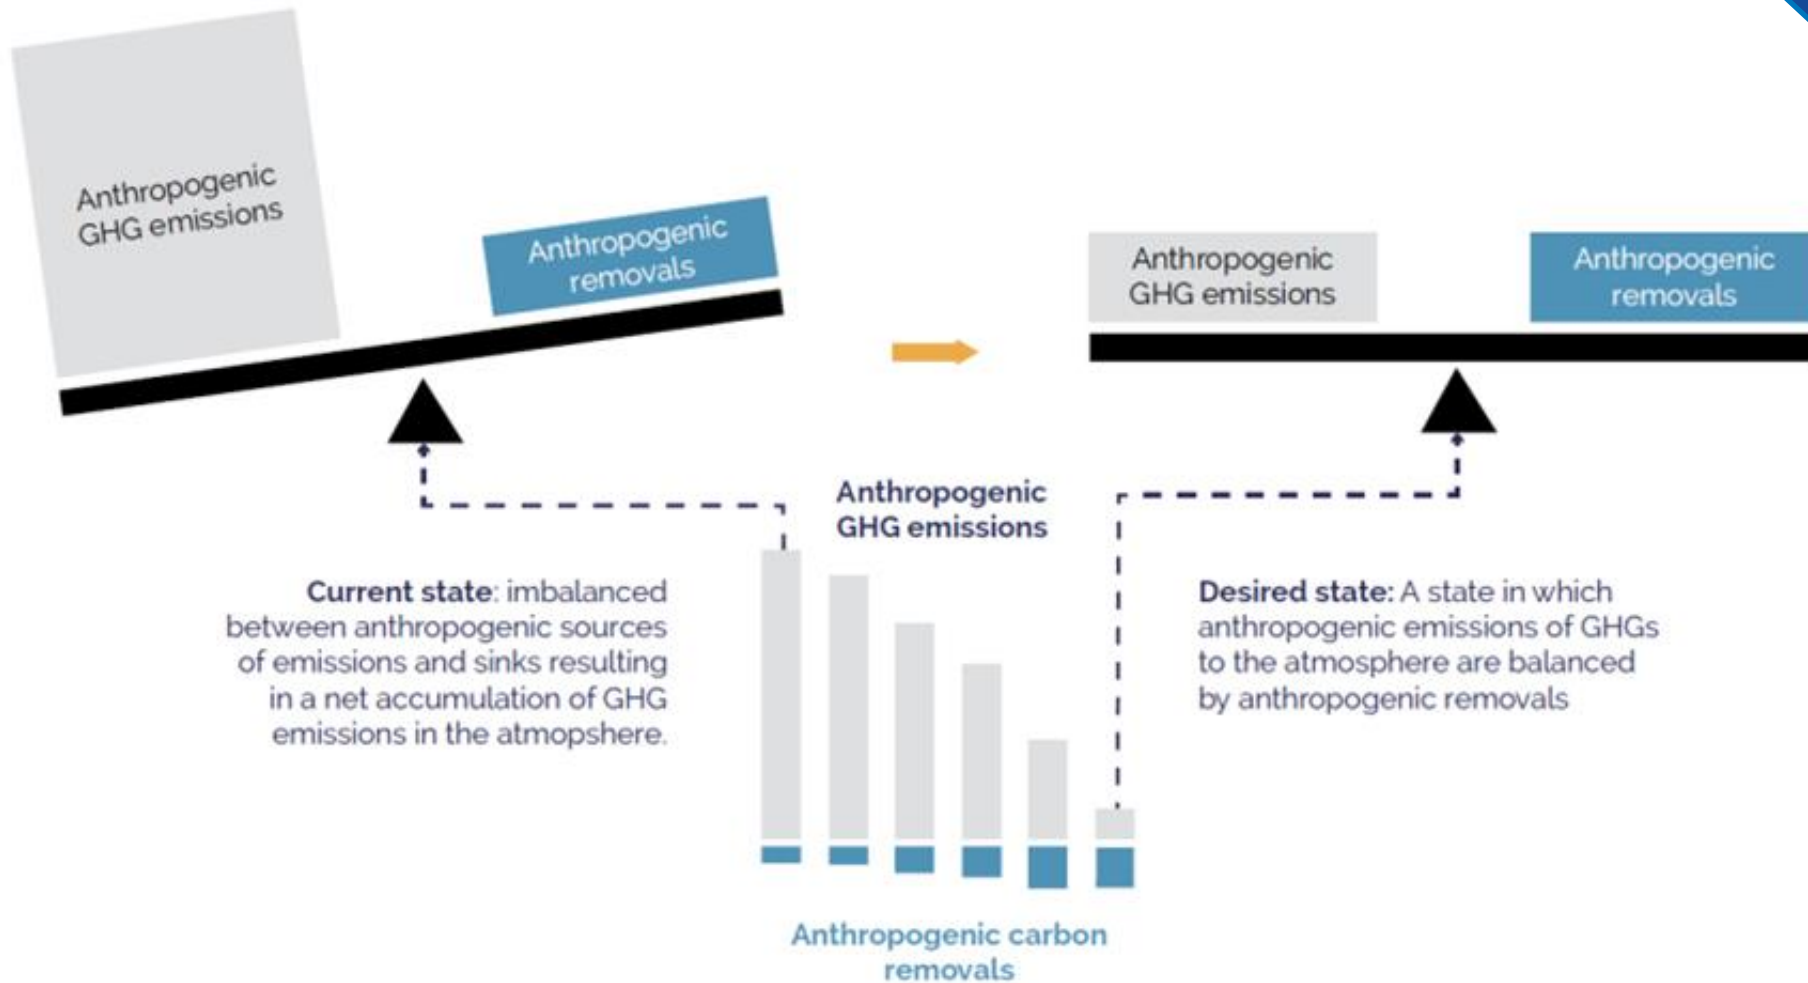 Anthropogenic
GHG emissions
Anthropogenic
removals
Anthropogenic
GHG emissions
Anthropogenic
removals
Anthropogenic
GHG emissions
Current state: imbalanced
between anthropogenic sources
of emissions and sinks resulting
in a net accumulation of GHG
emissions in the atmopshere.
Desired state: A state in which
anthropogenic emissions of GHGs
to the atmosphere are balanced
by anthropogenic removals
Anthropogenic carbon
removals